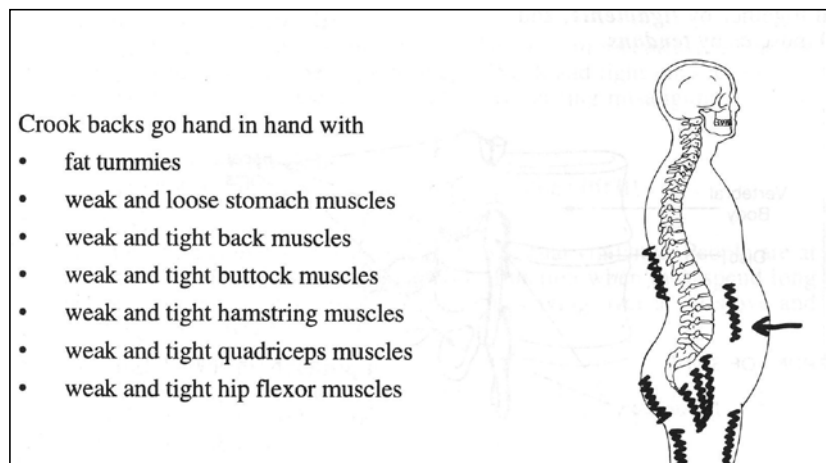 Crook backs go hand in hand with
• fat tummies
• weak and loose stomach muscles
• weak and tight back muscles
• weak and tight buttock muscles
• weak and tight hamstring muscles
• weak and tight quadriceps muscles
• weak and tight hip flexor muscles